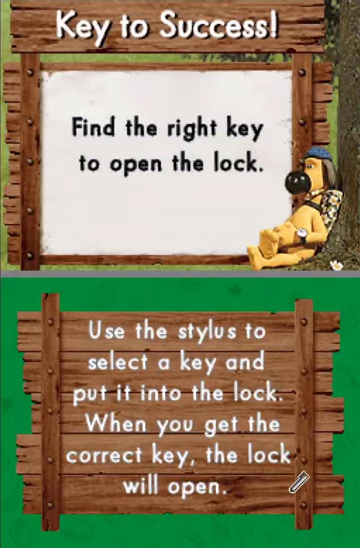 Key to Success!
Find the right key
to open the lock.
Use the stylus to
select a key and
put it into the lock.
When you get the
correct key, the lock
will open.